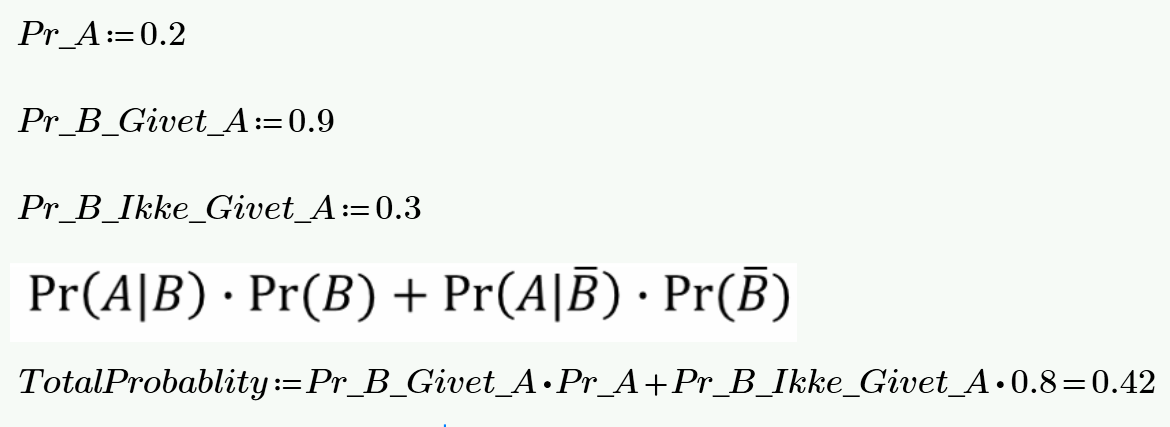 Pr_A:=0.2
Pr_B_Givet_A:=0.9
Pr_B_Ikke_Givet_A:=0.3
Pr(A|B) · Pr(B) + Pr(A|B̅) · Pr(B̅)
TotalProbablity:=Pr_B_Givet_A·Pr_A+Pr_B_Ikke_Givet_A·0.8=0.42